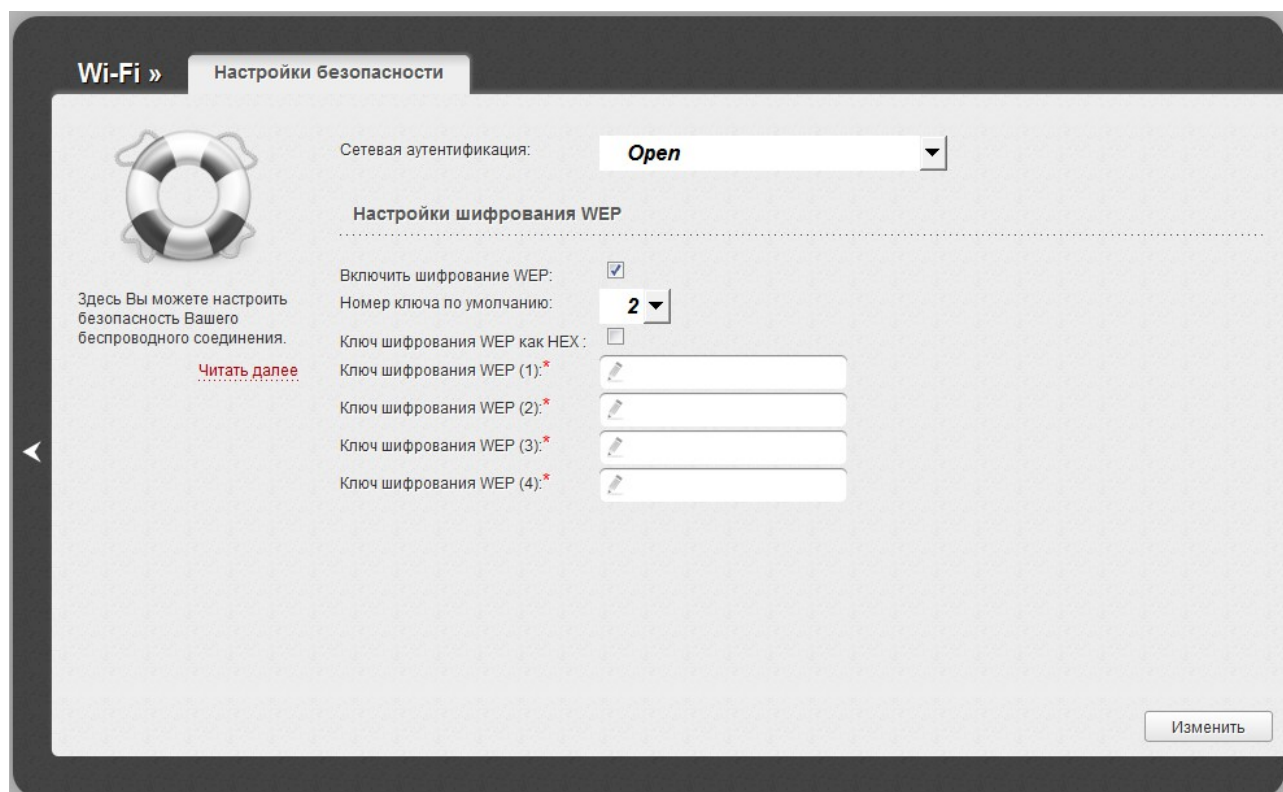 Wi-Fi »
Настройки безопасности
Здесь Вы можете настроить
безопасность Вашего
беспроводного соединения.
Читать далее
Сетевая аутентификация:
Open
Настройки шифрования WEP
Включить шифрование WEP:
Номер ключа по умолчанию:
2
Ключ шифрования WEP как HEX :
Ключ шифрования WEP (1):*
Ключ шифрования WEP (2):*
Ключ шифрования WEP (3):*
Ключ шифрования WEP (4):*
Изменить